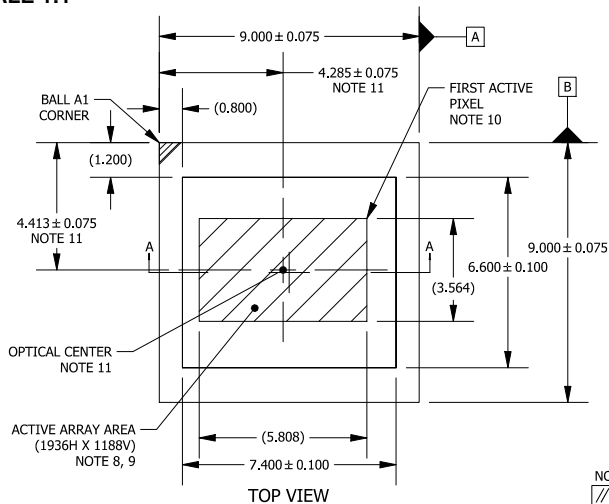 9.000 ± 0.075
A
4.285 ± 0.075
NOTE 11
FIRST ACTIVE
PIXEL
NOTE 10
B
BALL A1
CORNER
(0.800)
(1.200)
4.413 ± 0.075
NOTE 11
A
A
9.000 ± 0.075
6.600 ± 0.100
(3.564)
OPTICAL CENTER
NOTE 11
ACTIVE ARRAY AREA
(1936H X 1188V)
NOTE 8, 9
(5.808)
7.400 ± 0.100
TOP VIEW